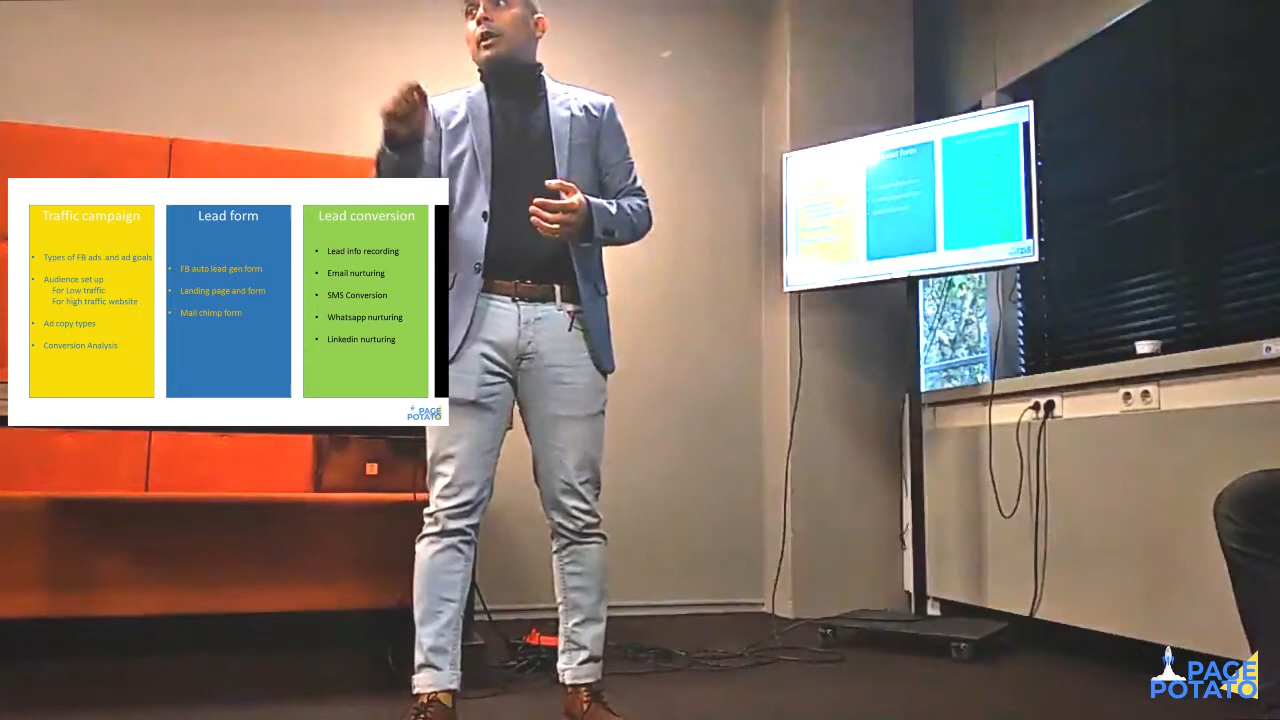 Traffic campaign
Types of FB ads and ad goals
Audience set up
For Low traffic
For high traffic website
Ad copy types
Conversion Analysis
Lead form
FB auto lead gen form
Landing page and form
Mail chimp form
Lead conversion
Lead info recording
Email nurturing
SMS Conversion
Whatsapp nurturing
Linkedin nurturing
PAGE
POTATO
PAGE
POTATO